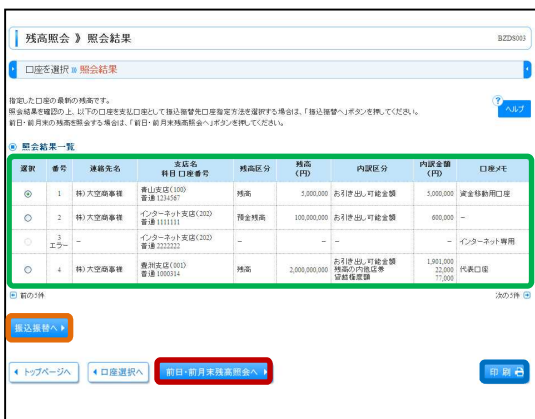 残高照会 》 照会結果
BZDS003
口座を選択 » 照会結果
指定した口座の最新の残高です。
照会結果を確認の上、以下の口座を支払口座として振込振替先口座指定方法を選択する場合は、「振込振替へ」ボタンを押してください。
前日・前月末の残高を照会する場合は、「前日・前月末残高照会へ」ボタンを押してください。
ヘルプ
照会結果一覧
選択 番号 連絡先名 支店名 科目 口座番号 残高区分 残高(円) 内訳区分 内訳金額(円) 口座メモ
1 株)大空商事様 青山支店(100) 残高 5,000,000 お引き出し可能金額 5,000,000 資金移動用口座
普通 1234567
2 株)大空商事様 インターネット支店(202) 預金残高 100,000,000 お引き出し可能金額 600,000 −
普通 1111111
3 エラー − インターネット支店(202) − − − − インターネット専用
普通 2222222
4 株)大空商事様 豊洲支店(001) 残高 2,000,000,000 お引き出し可能金額 1,901,000 代表口座
普通 1000314 残高の内他店券 22,000
貸越極度額 77,000
前の5件 次の5件
振込振替へ
トップページへ 口座選択へ 前日・前月末残高照会へ 印刷